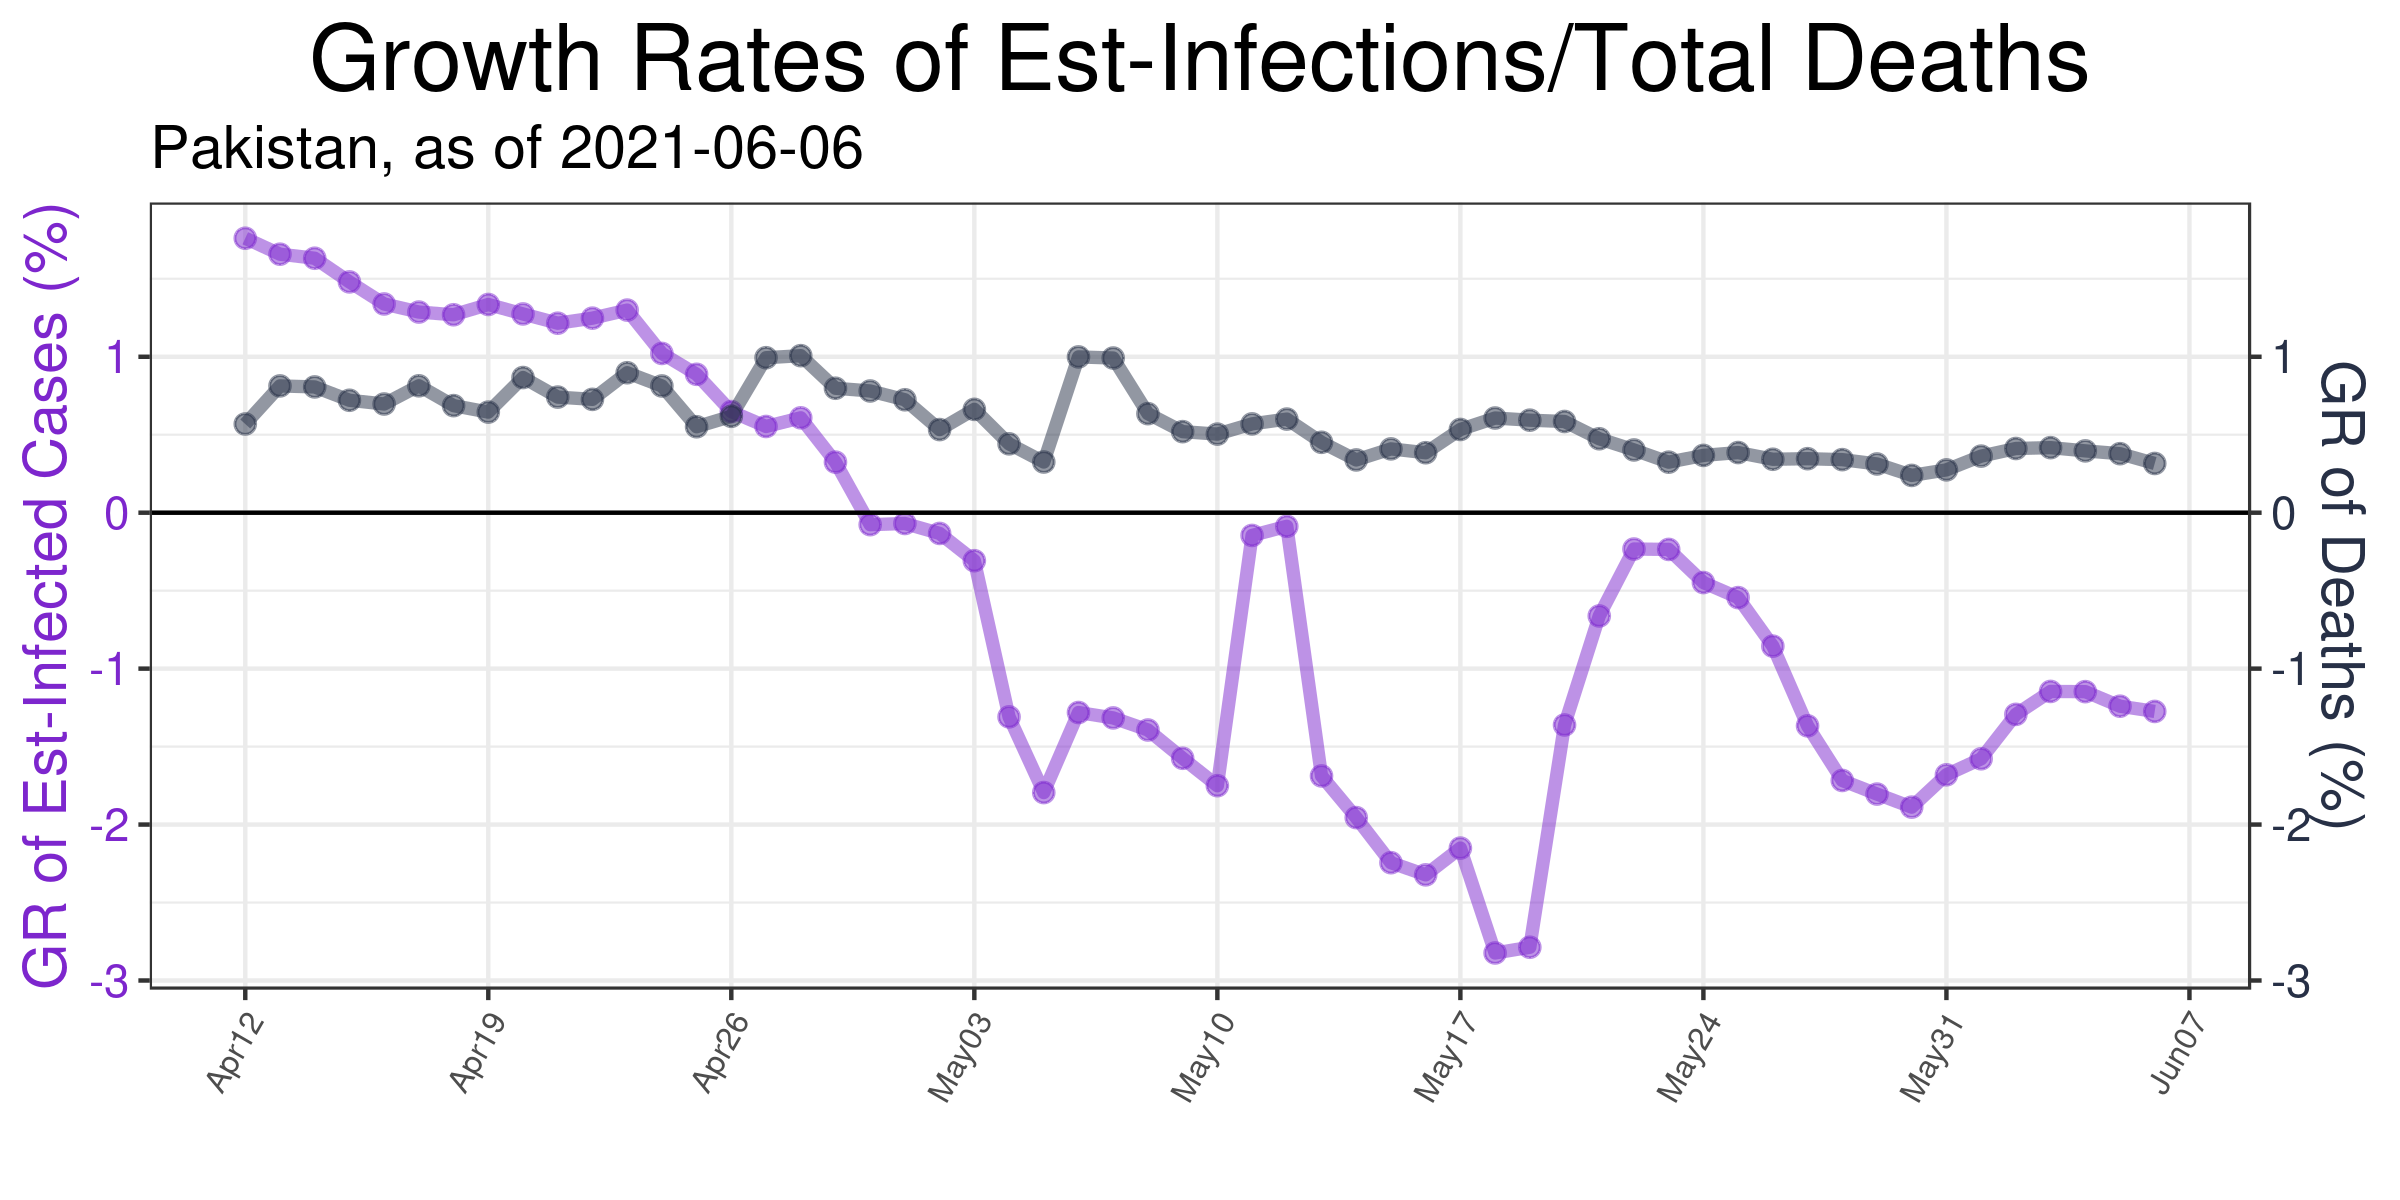 Growth Rates of Est-Infections/Total Deaths
Pakistan, as of 2021-06-06
GR of Est-Infected Cases (%)
1
0
-1
-2
-3
1
0
-1
-2
-3
GR of Deaths (%)
Apr12
Apr19
Apr26
May03
May10
May17
May24
May31
Jun07